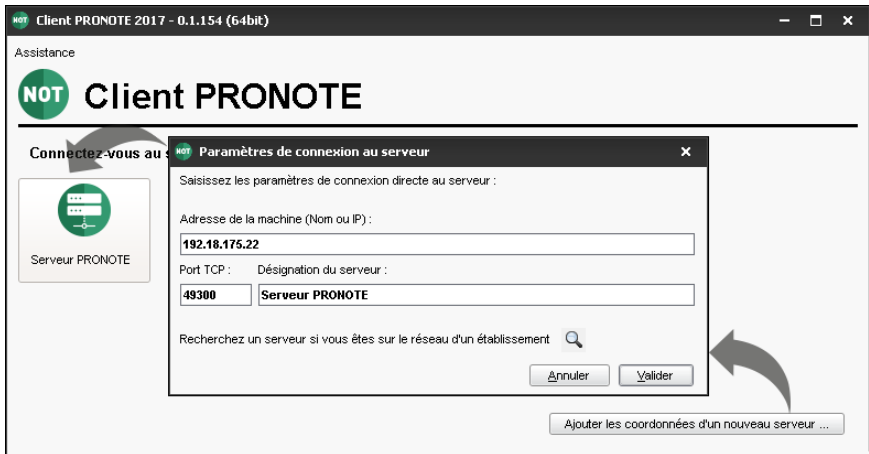 NOT Client PRONOTE 2017 - 0.1.154 (64bit)
Assistance
NOT Client PRONOTE
Connectez-vous au
Serveur PRONOTE
NOT Paramètres de connexion au serveur
Saisissez les paramètres de connexion directe au serveur :
Adresse de la machine (Nom ou IP) :
192.18.175.22
Port TCP : Désignation du serveur :
49300 Serveur PRONOTE
Recherchez un serveur si vous êtes sur le réseau d'un établissement
Annuler Valider
Ajouter les coordonnées d'un nouveau serveur ...